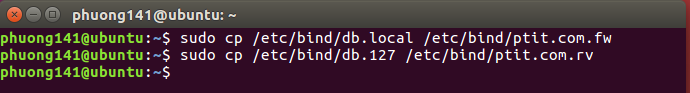 phuong141@ubuntu: ~
phuong141@ubuntu:~$ sudo cp /etc/bind/db.local /etc/bind/ptit.com.fw
phuong141@ubuntu:~$ sudo cp /etc/bind/db.127 /etc/bind/ptit.com.rv
phuong141@ubuntu:~$